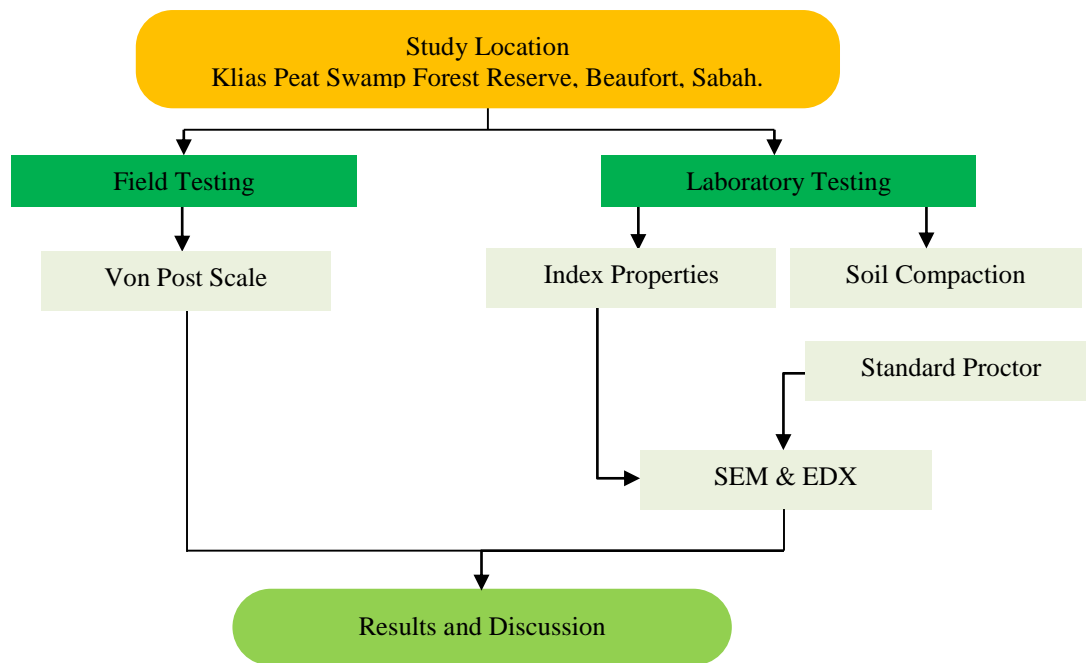 Study Location
Klias Peat Swamp Forest Reserve, Beaufort, Sabah.
Field Testing
Laboratory Testing
Von Post Scale
Index Properties
Soil Compaction
Standard Proctor
SEM & EDX
Results and Discussion